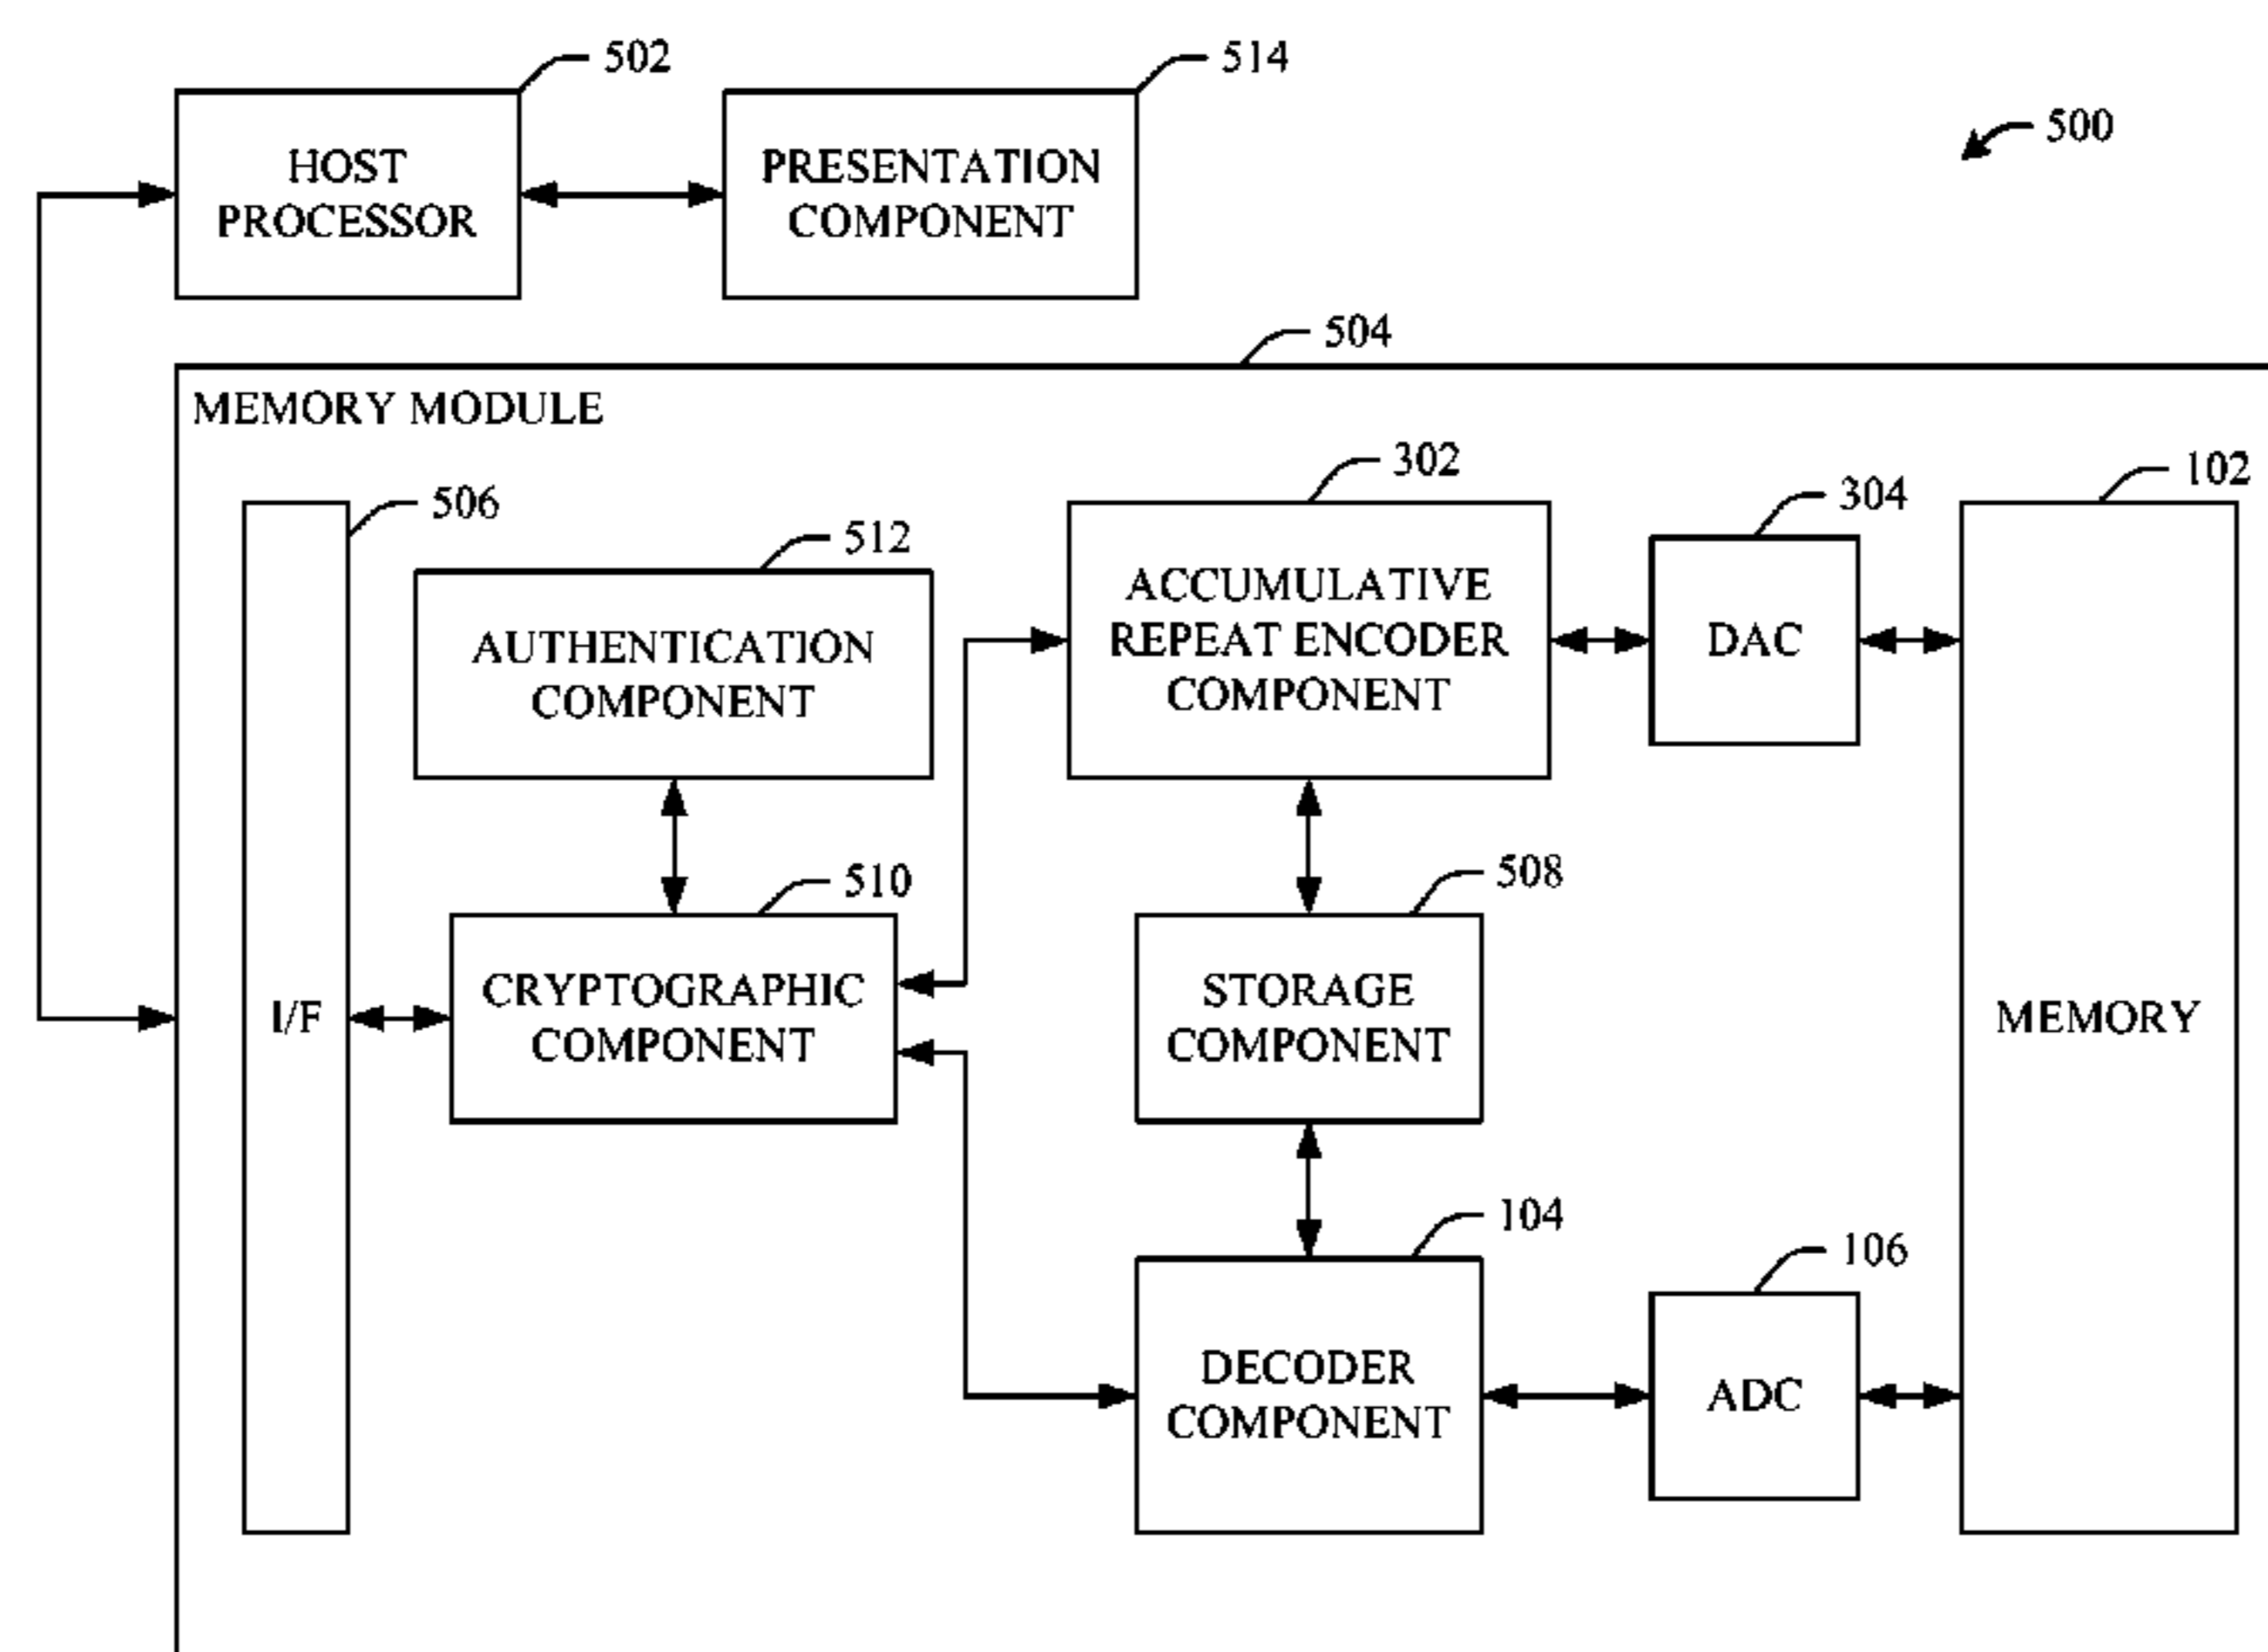 502
514
500
HOST
PROCESSOR
PRESENTATION
COMPONENT
504
MEMORY MODULE
506
512
302
304
102
AUTHENTICATION
COMPONENT
ACCUMULATIVE
REPEAT ENCODER
COMPONENT
DAC
510
508
I/F
CRYPTOGRAPHIC
COMPONENT
STORAGE
COMPONENT
MEMORY
104
106
DECODER
COMPONENT
ADC